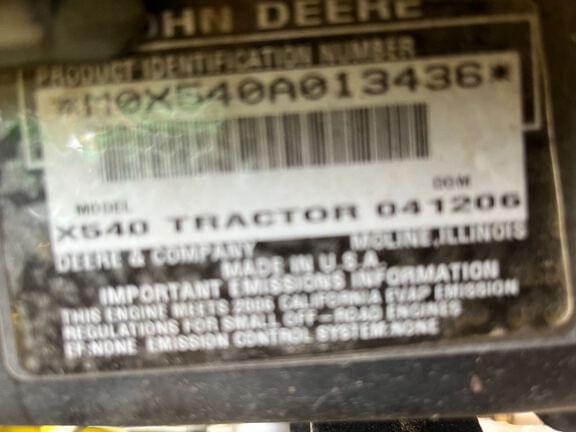 JOHN DEERE
PRODUCT IDENTIFICATION NUMBER
*M0X540A013436*
MODEL DOM
X540 TRACTOR 041206
DEERE & COMPANY MOLINE, ILLINOIS
MADE IN U.S.A.
IMPORTANT EMISSIONS INFORMATION
THIS ENGINE MEETS 2006 CALIFORNIA EVAP EMISSION
REGULATIONS FOR SMALL OFF-ROAD ENGINES
EF:NONE EMISSION CONTROL SYSTEM:NONE